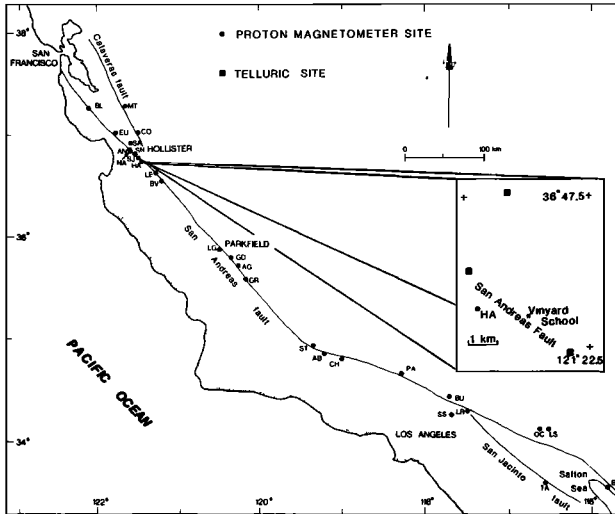 38°
SAN
FRANCISCO
Calaveras fault
PROTON MAGNETOMETER SITE
TELLURIC SITE
BL
MT
EU
CO
SA
AN
SN
HOLLISTER
SJ
NA
HA
LE
BV
0
100 km
36°
San
Andreas
fault
LG
PARKFIELD
GD
AG
GR
36° 47.5
HA
San Andreas Fault
Vinyard
School
1 km
121° 22.5
PACIFIC OCEAN
ST
AB
CH
PA
34°
BU
SS
LR
LOS ANGELES
OC
LS
San Jacinto
fault
Salton
Sea
122°
120°
118°
116°